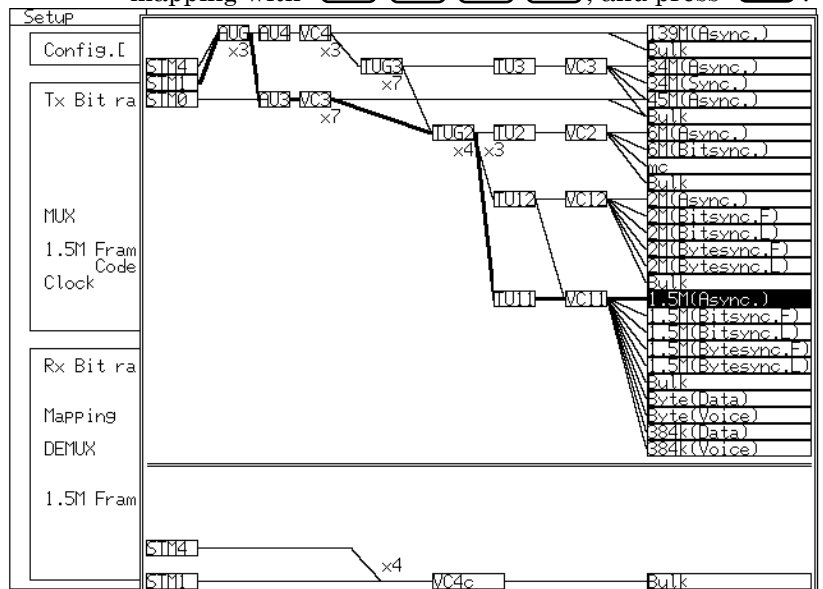 mapping with , and press .
Setup
Config.[
Tx Bit ra
MUX
1.5M Fram
Code
Clock
Rx Bit ra
Mapping
DEMUX
1.5M Fram
AUG AU4 VC4 139M(Async.)
x3 x3 Bulk
STM4 TUG3 TU3 VC3 34M(Async.)
STM1 x7 34M(Sync.)
STM0 AU3 VC3 45M(Async.)
x7 Bulk
TUG2 TU2 VC2 6M(Async.)
x4 x3 6M(Bitsync.)
mc
Bulk
TU12 VC12 2M(Async.)
2M(Bitsync.F)
2M(Bitsync.L)
2M(Bytesync.F)
2M(Bytesync.L)
Bulk
TU11 VC11 1.5M(Async.)
1.5M(Bitsync.F)
1.5M(Bitsync.L)
1.5M(Bytesync.F)
1.5M(Bytesync.L)
Bulk
Byte(Data)
Byte(Voice)
384k(Data)
384k(Voice)
STM4
x4
STM1 VC4c Bulk